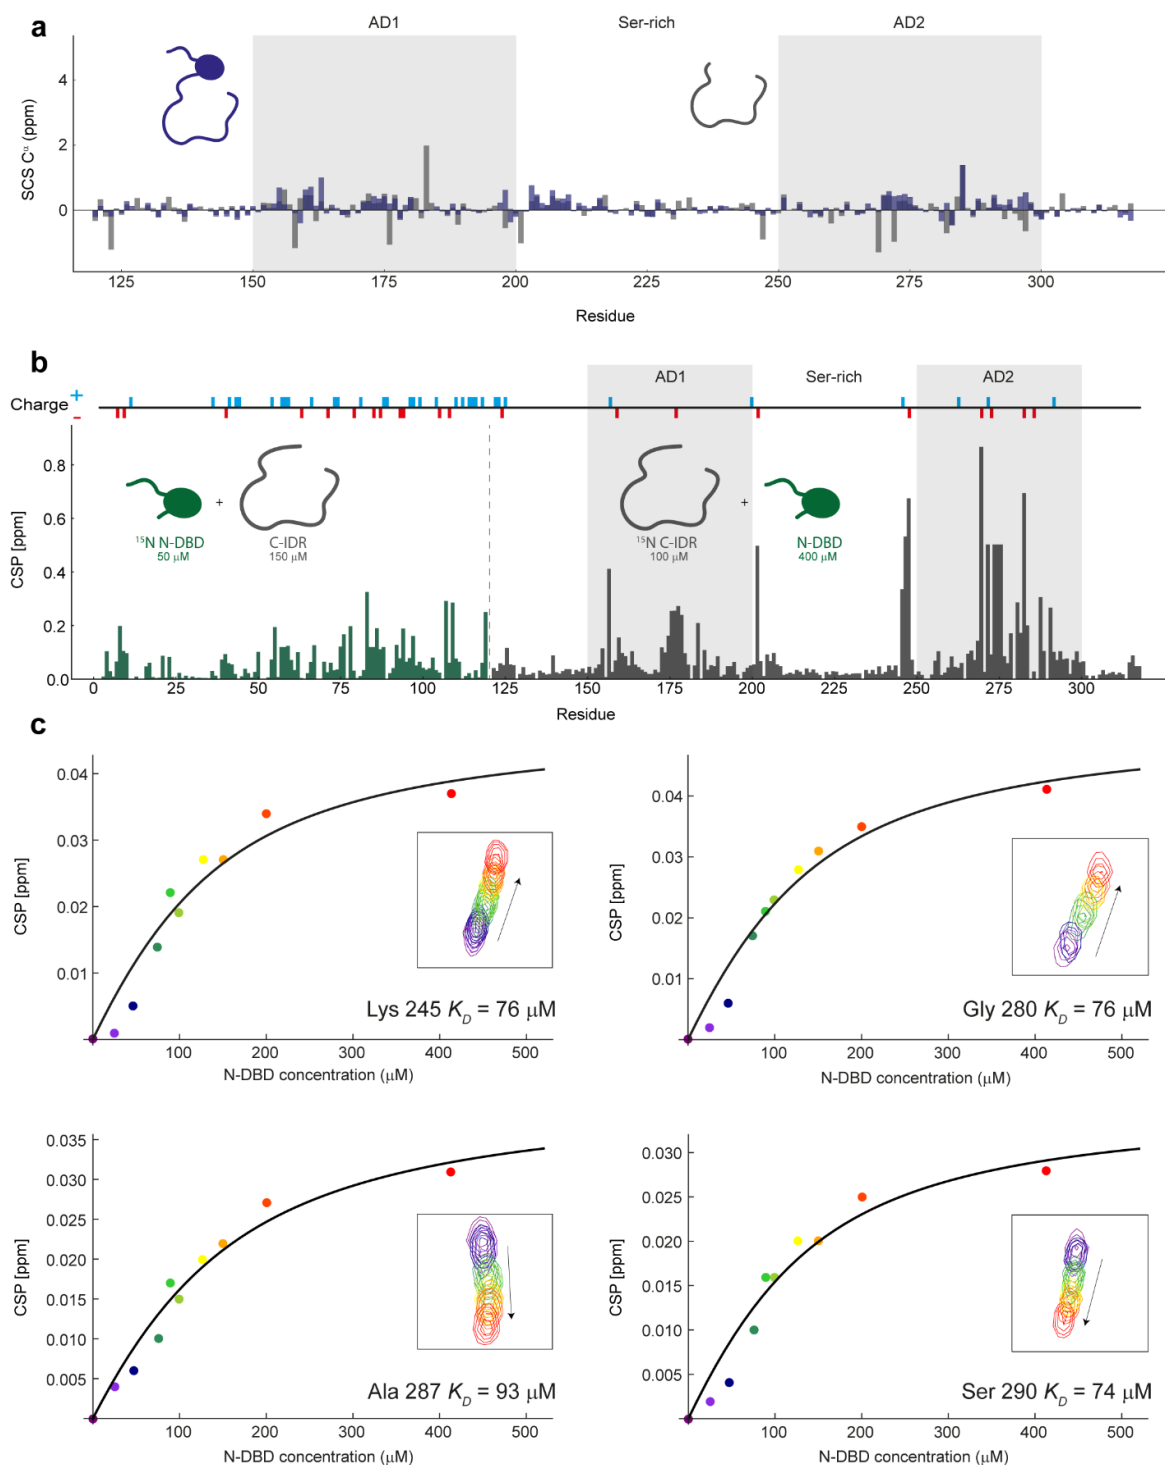 a
AD1 Ser-rich AD2
SCS Cα (ppm)
4
2
0
125 150 175 200 225 250 275 300
Residue
b
AD1 Ser-rich AD2
Charge + −
CSP [ppm]
0.8
0.6
0.4
0.2
0.0
+
¹⁵N N-DBD
50 μM
C-IDR
150 μM
+
¹⁵N C-IDR
100 μM
N-DBD
400 μM
0 25 50 75 100 125 150 175 200 225 250 275 300
Residue
c
CSP [ppm]
0.04
0.03
0.02
0.01
Lys 245 KD = 76 μM
100 200 300 400 500
N-DBD concentration (μM)
CSP [ppm]
0.04
0.03
0.02
0.01
Gly 280 KD = 76 μM
100 200 300 400 500
N-DBD concentration (μM)
CSP [ppm]
0.035
0.030
0.025
0.020
0.015
0.010
0.005
Ala 287 KD = 93 μM
100 200 300 400 500
N-DBD concentration (μM)
CSP [ppm]
0.030
0.025
0.020
0.015
0.010
0.005
Ser 290 KD = 74 μM
100 200 300 400 500
N-DBD concentration (μM)